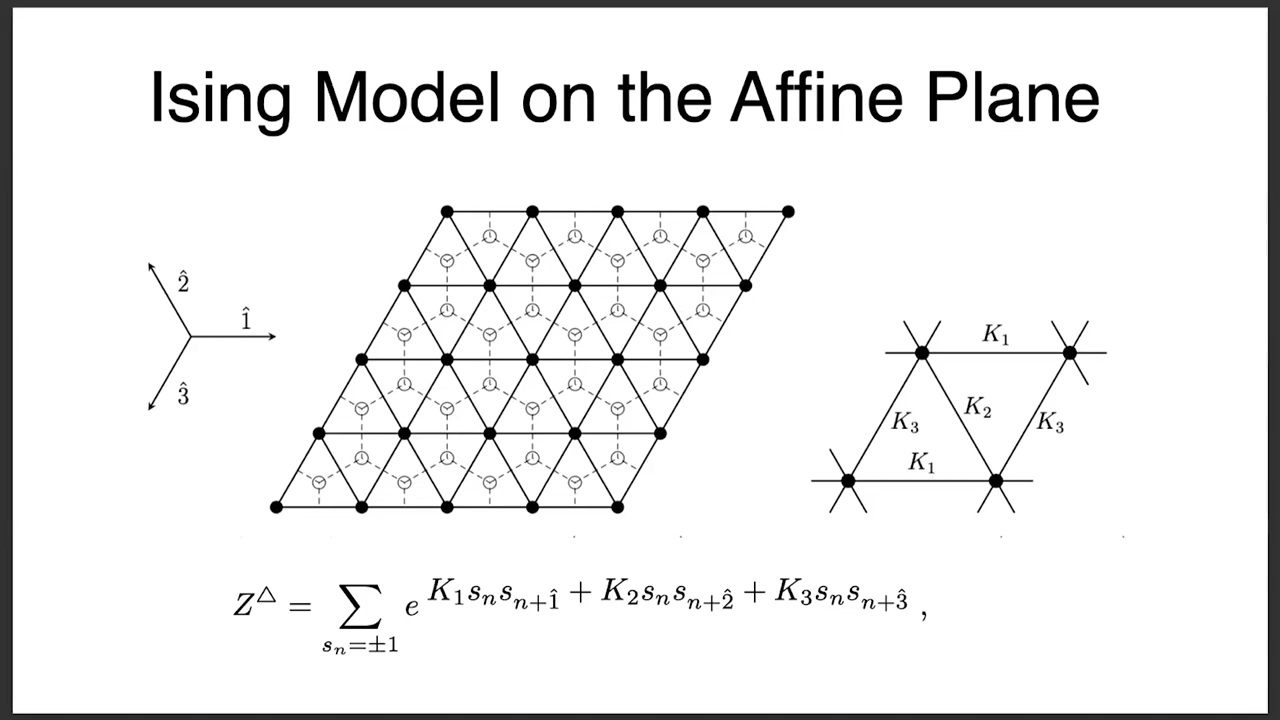 Ising Model on the Affine Plane
2̂
1̂
3̂
K₁
K₂
K₃
K₃
K₁
Z^△ = ∑_{sₙ=±1} e^{K₁sₙsₙ₊₁̂ + K₂sₙsₙ₊₂̂ + K₃sₙsₙ₊₃̂} ,